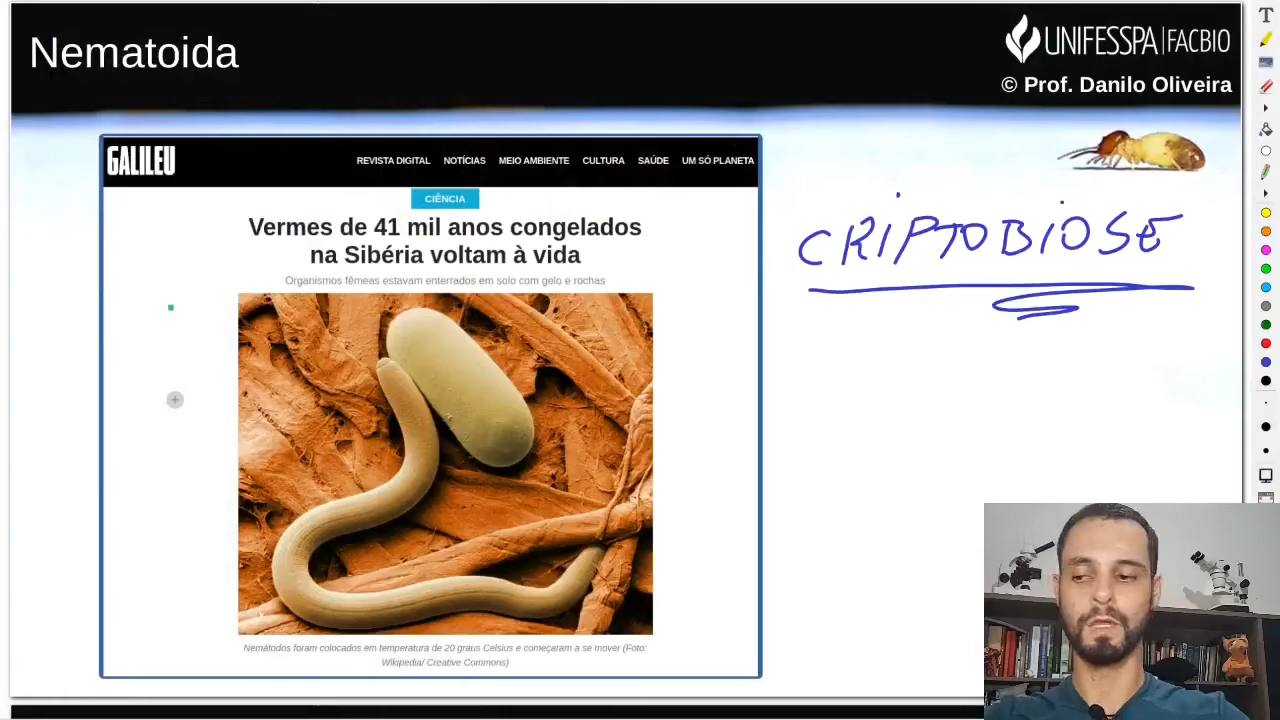 Nematoida
UNIFESSPA|FACBIO
© Prof. Danilo Oliveira
GALILEU
REVISTA DIGITAL NOTÍCIAS MEIO AMBIENTE CULTURA SAÚDE UM SÓ PLANETA
CIÊNCIA
Vermes de 41 mil anos congelados
na Sibéria voltam à vida
Organismos fêmeas estavam enterrados em solo com gelo e rochas
CRIPTOBIOSE
Nemátodos foram colocados em temperatura de 20 graus Celsius e começaram a se mover (Foto:
Wikipedia/ Creative Commons)
T